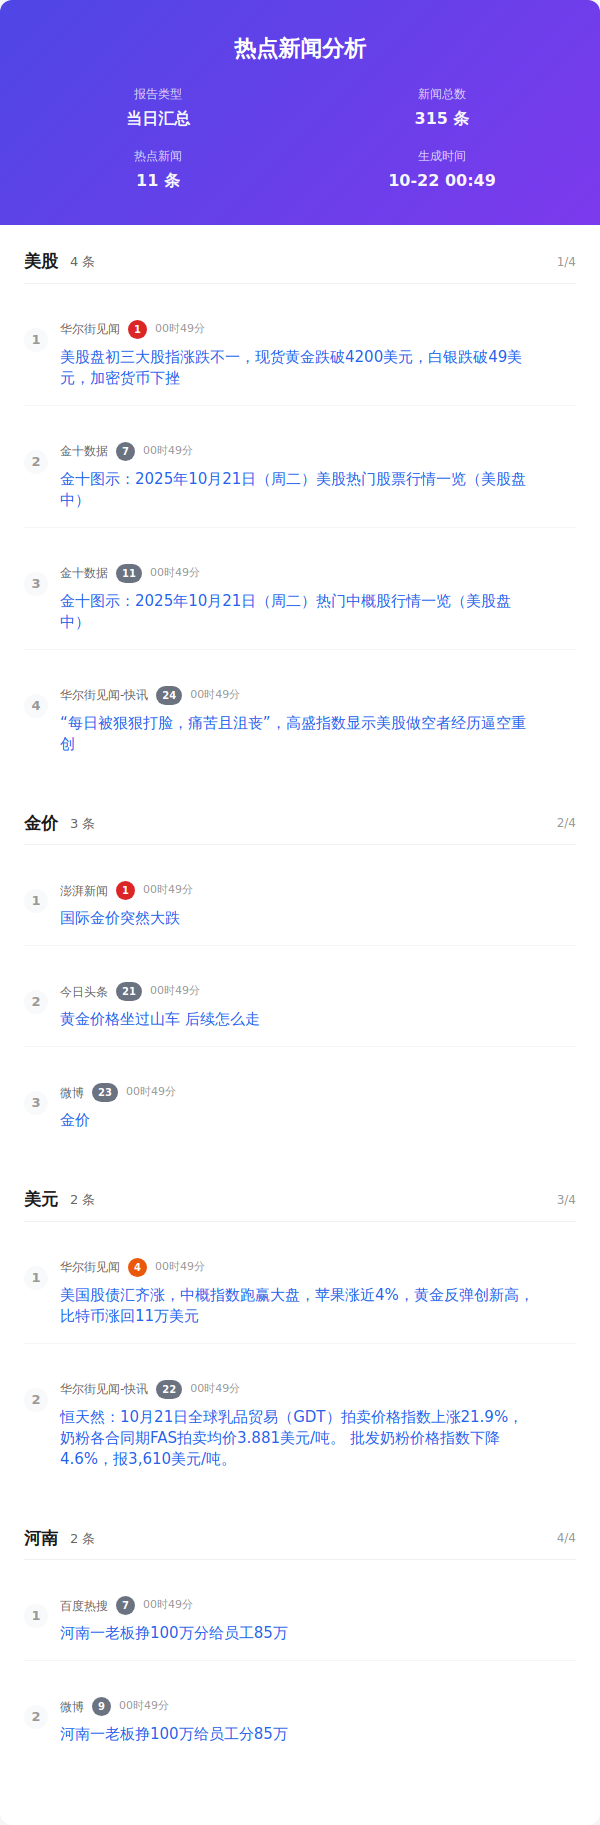 热点新闻分析
报告类型
新闻总数
当日汇总
315 条
热点新闻
生成时间
11 条
10-22 00:49
美股 4 条 1/4
1
华尔街见闻 1 00时49分
美股盘初三大股指涨跌不一，现货黄金跌破4200美元，白银跌破49美
元，加密货币下挫
2
金十数据 7 00时49分
金十图示：2025年10月21日（周二）美股热门股票行情一览（美股盘
中）
3
金十数据 11 00时49分
金十图示：2025年10月21日（周二）热门中概股行情一览（美股盘
中）
4
华尔街见闻-快讯 24 00时49分
“每日被狠狠打脸，痛苦且沮丧”，高盛指数显示美股做空者经历逼空重
创
金价 3 条 2/4
1
澎湃新闻 1 00时49分
国际金价突然大跌
2
今日头条 21 00时49分
黄金价格坐过山车 后续怎么走
3
微博 23 00时49分
金价
美元 2 条 3/4
1
华尔街见闻 4 00时49分
美国股债汇齐涨，中概指数跑赢大盘，苹果涨近4%，黄金反弹创新高，
比特币涨回11万美元
2
华尔街见闻-快讯 22 00时49分
恒天然：10月21日全球乳品贸易（GDT）拍卖价格指数上涨21.9%，
奶粉各合同期FAS拍卖均价3.881美元/吨。 批发奶粉价格指数下降
4.6%，报3,610美元/吨。
河南 2 条 4/4
1
百度热搜 7 00时49分
河南一老板挣100万分给员工85万
2
微博 9 00时49分
河南一老板挣100万给员工分85万